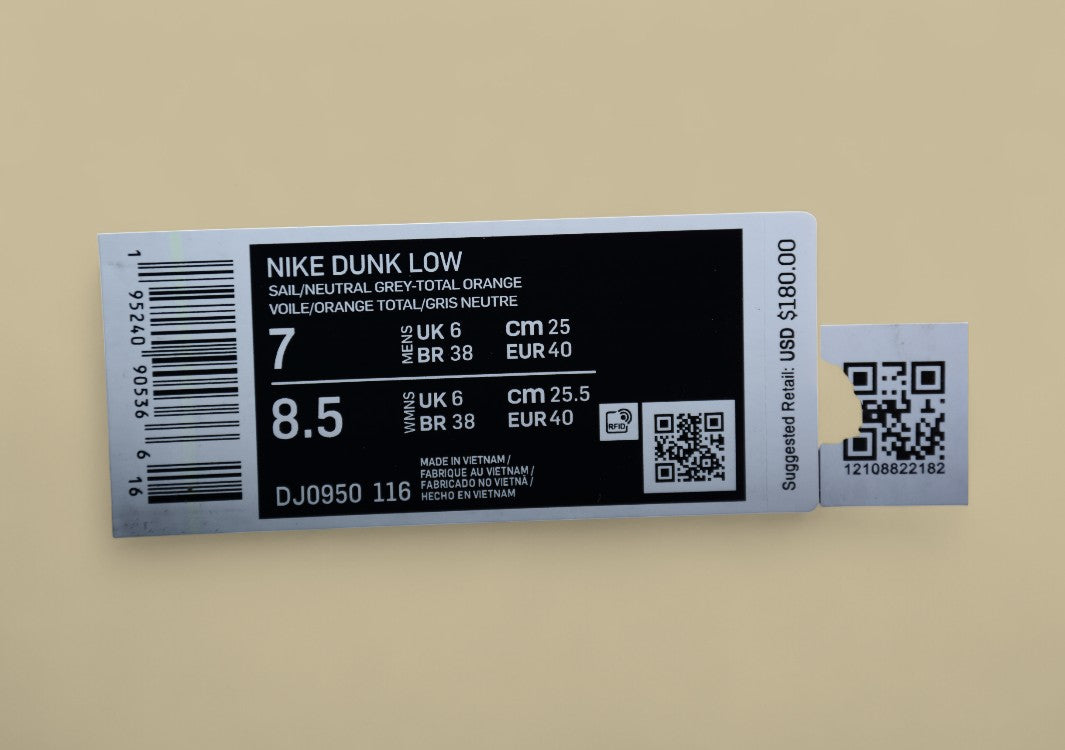 1 95240 90536 6 16
NIKE DUNK LOW
SAIL/NEUTRAL GREY-TOTAL ORANGE
VOILE/ORANGE TOTAL/GRIS NEUTRE
7
MENS
UK 6
BR 38
cm 25
EUR 40
8.5
WMNS
UK 6
BR 38
cm 25.5
EUR 40
RFID
DJ0950 116
MADE IN VIETNAM /
FABRIQUE AU VIETNAM /
FABRICADO NO VIETNÃ /
HECHO EN VIETNAM
Suggested Retail: USD $180.00
12108822182